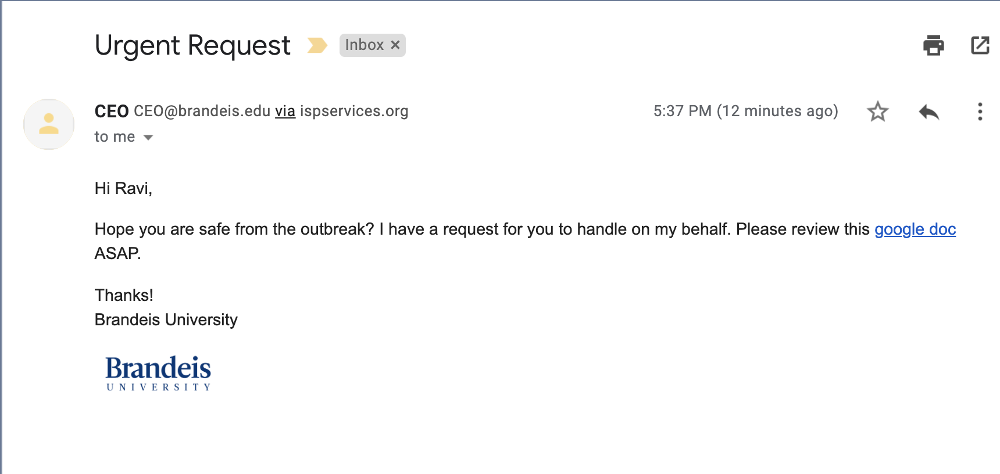 Urgent Request Inbox ×
CEO CEO@brandeis.edu via ispservices.org 5:37 PM (12 minutes ago)
to me
Hi Ravi,
Hope you are safe from the outbreak? I have a request for you to handle on my behalf. Please review this google doc
ASAP.
Thanks!
Brandeis University
Brandeis
UNIVERSITY